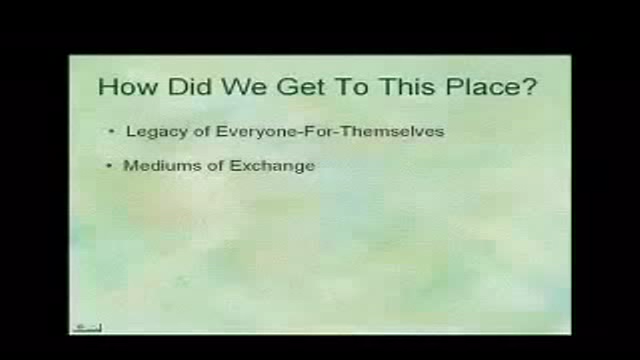 How Did We Get To This Place?
• Legacy of Everyone-For-Themselves
• Mediums of Exchange